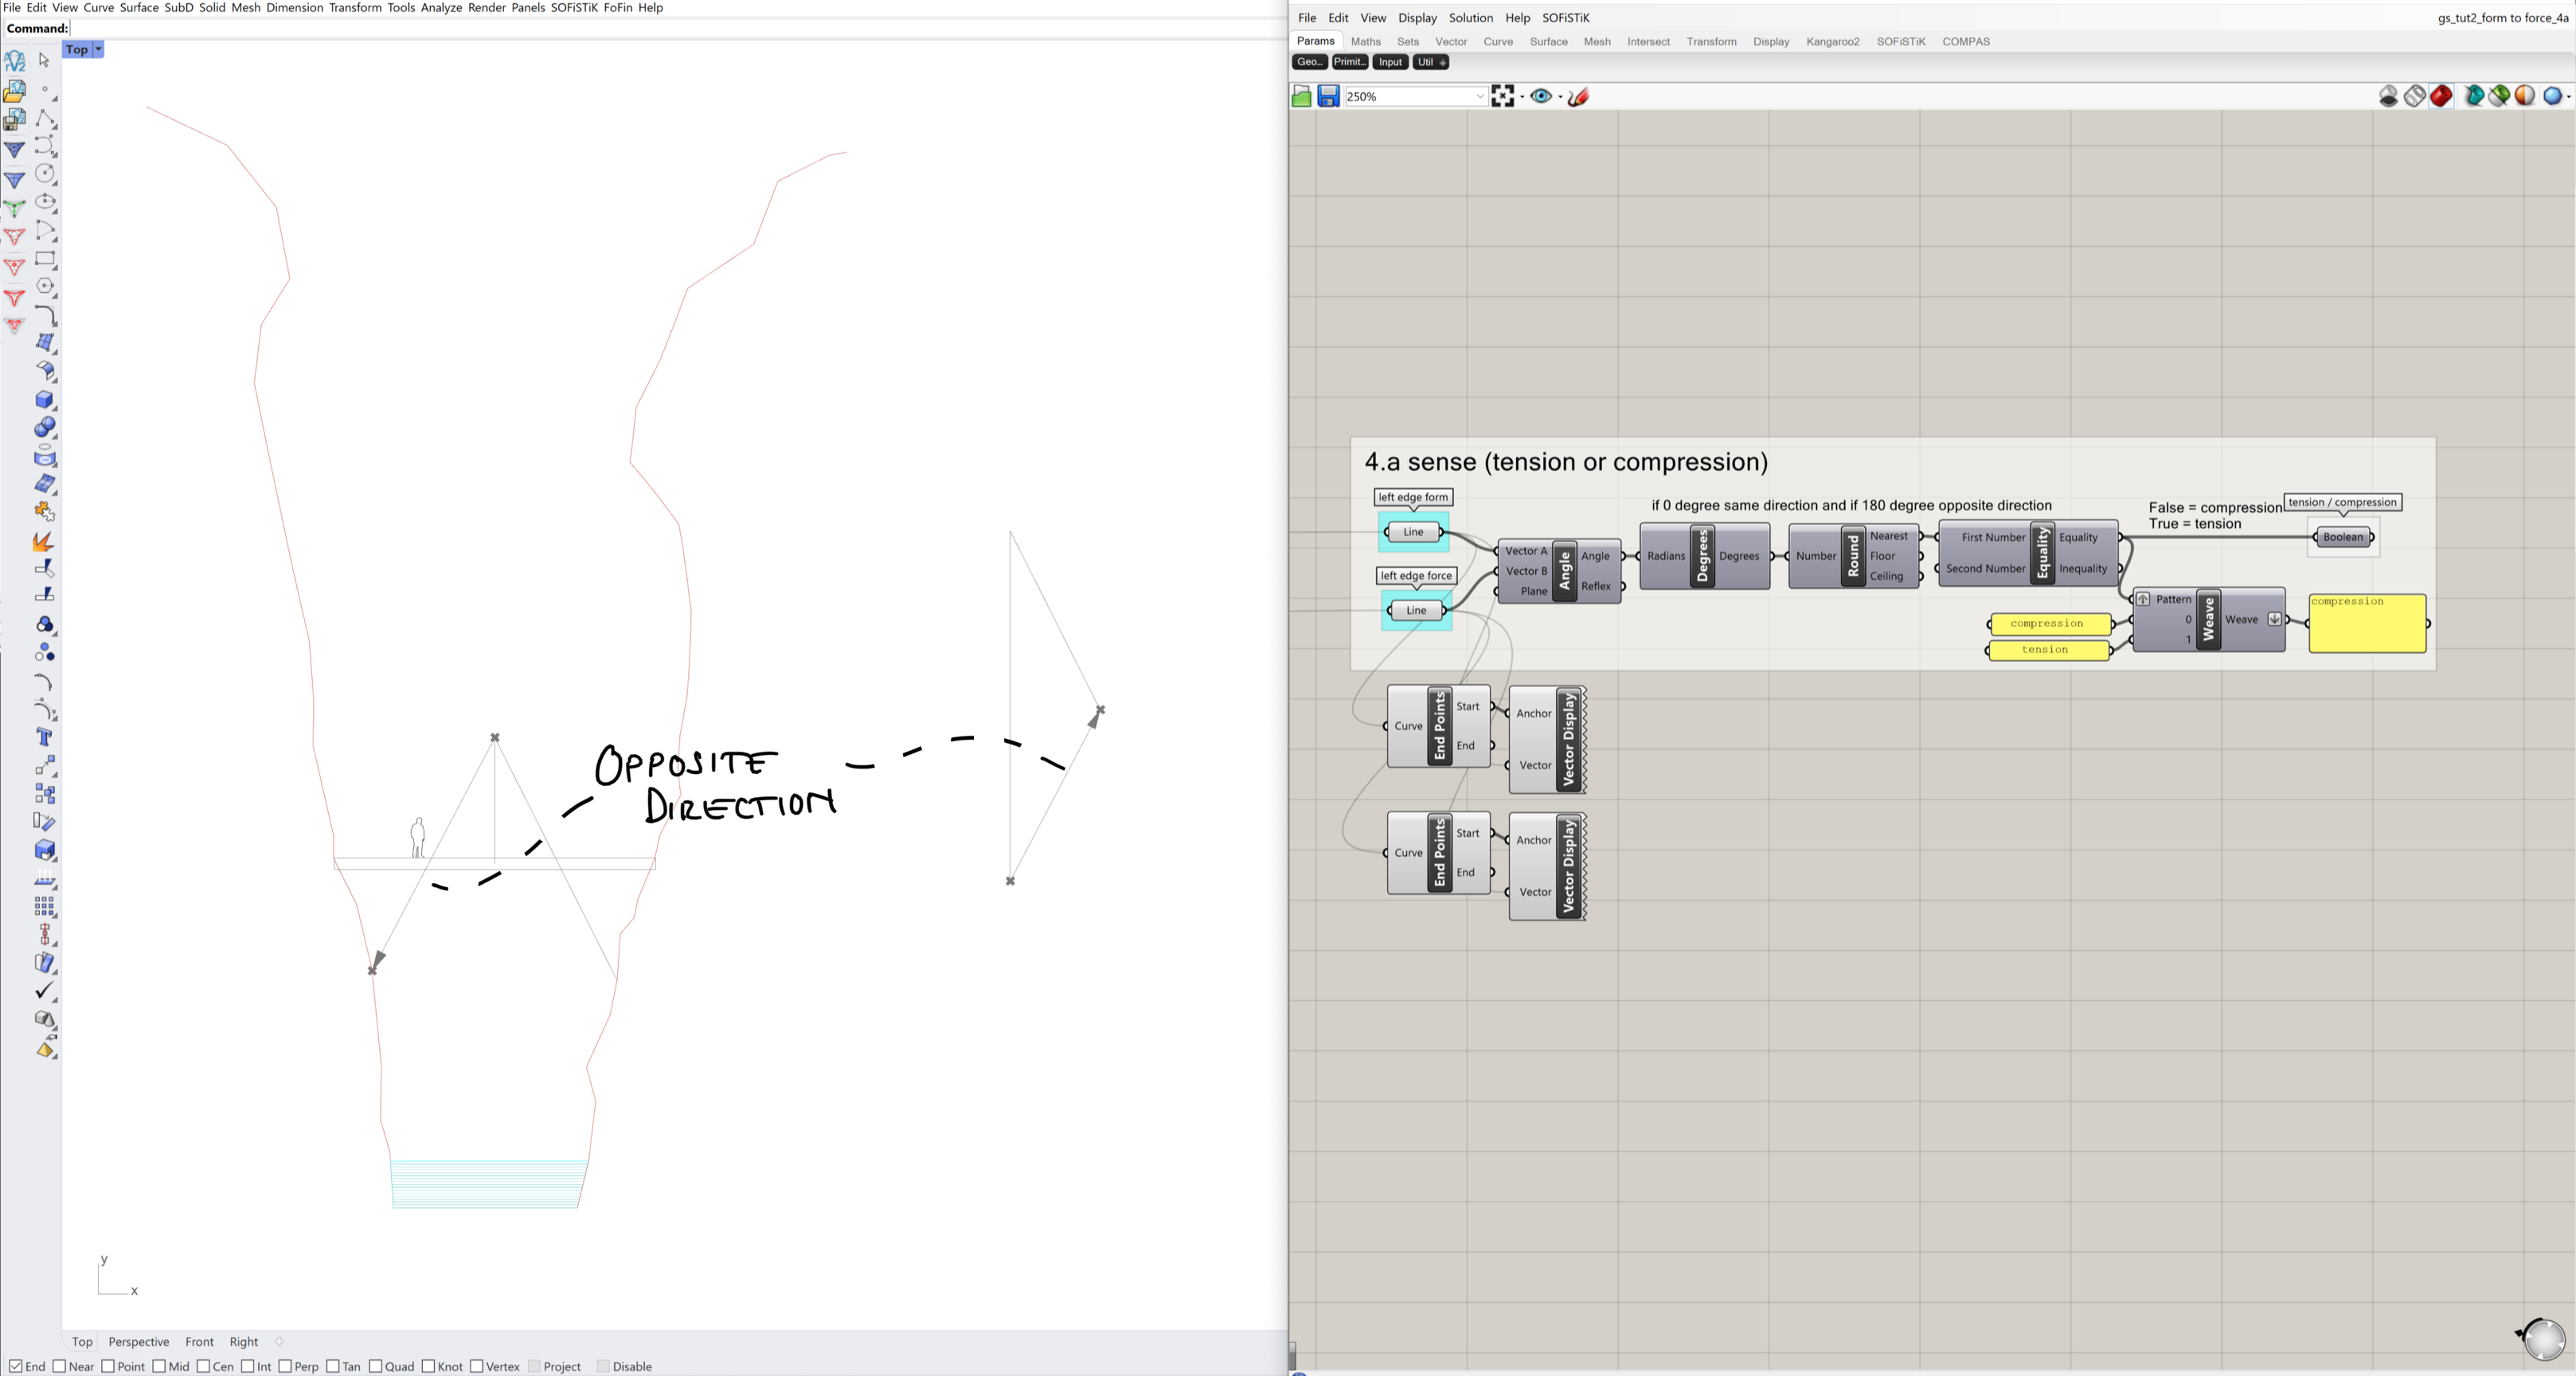 File Edit View Curve Surface SubD Solid Mesh Dimension Transform Tools Analyze Render Panels SOFiSTiK FoFin Help
Command:
Top
OPPOSITE
DIRECTION
y
x
Top Perspective Front Right
End Near Point Mid Cen Int Perp Tan Quad Knot Vertex Project Disable
File Edit View Display Solution Help SOFiSTiK
gs_tut2_form to force_4a
Params Maths Sets Vector Curve Surface Mesh Intersect Transform Display Kangaroo2 SOFiSTiK COMPAS
Geo... Primit... Input Util
250%
4.a sense (tension or compression)
left edge form
Line
left edge force
Line
Vector A
Vector B
Plane
Angle
Angle
Reflex
if 0 degree same direction and if 180 degree opposite direction
Radians Degrees Degrees
Number Round
Nearest
Floor
Ceiling
First Number
Second Number
Equality
Equality
Inequality
False = compression
True = tension
tension / compression
Boolean
compression
tension
Pattern
0
1
Weave
Weave
compression
Curve
End Points
Start
End
Anchor
Vector
Vector Display
Curve
End Points
Start
End
Anchor
Vector
Vector Display